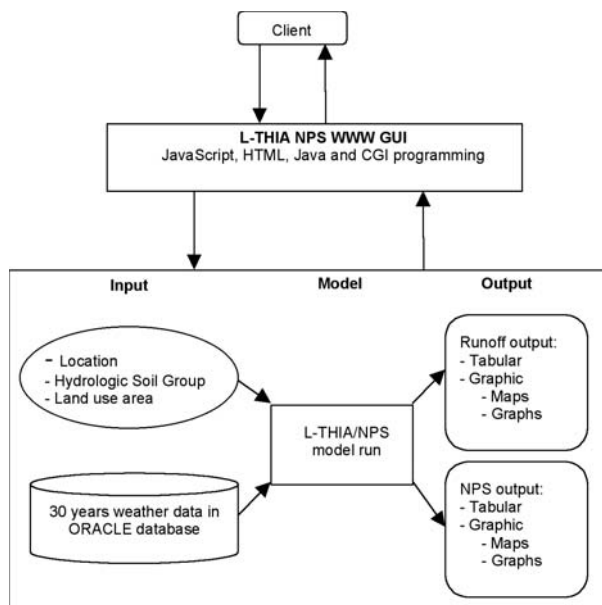 Client
L-THIA NPS WWW GUI
JavaScript, HTML, Java and CGI programming
Input
Model
Output
- Location
- Hydrologic Soil Group
- Land use area
30 years weather data in
ORACLE database
L-THIA/NPS
model run
Runoff output:
- Tabular
- Graphic
- Maps
- Graphs
NPS output:
- Tabular
- Graphic
- Maps
- Graphs